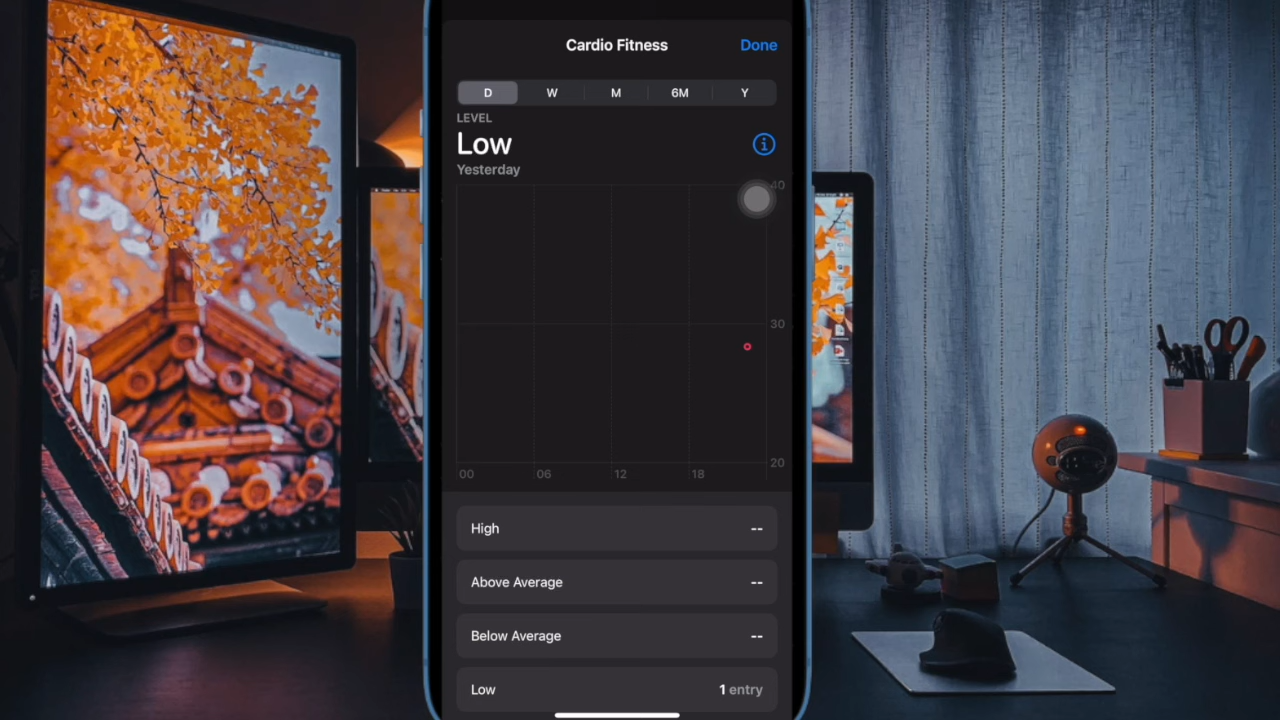 Cardio Fitness
Done
D
W
M
6M
Y
LEVEL
Low
Yesterday
40
30
20
00
06
12
18
High
--
Above Average
--
Below Average
--
Low
1 entry